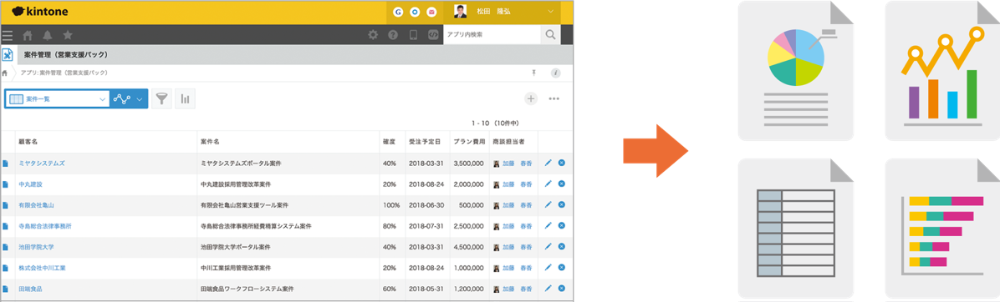 kintone
G
松田 隆弘
アプリ内検索
案件管理（営業支援パック）
アプリ: 案件管理（営業支援パック）
案件一覧
1 - 10 （10件中）
顧客名 案件名 確度 受注予定日 プラン費用 商談担当者
ミヤタシステムズ ミヤタシステムズポータル案件 40% 2018-03-31 3,500,000 加藤 春香
中丸建設 中丸建設採用管理改革案件 20% 2018-08-24 2,000,000 加藤 春香
有限会社亀山 有限会社亀山営業支援ツール案件 100% 2018-06-30 500,000 加藤 春香
寺島総合法律事務所 寺島総合法律事務所経費精算システム案件 80% 2018-07-31 2,500,000 加藤 春香
池田学院大学 池田学院大学ポータル案件 40% 2018-03-31 4,500,000 加藤 春香
株式会社中川工業 中川工業採用管理改革案件 20% 2018-08-24 1,000,000 加藤 春香
田端食品 田端食品ワークフローシステム案件 60% 2018-05-31 1,200,000 加藤 春香